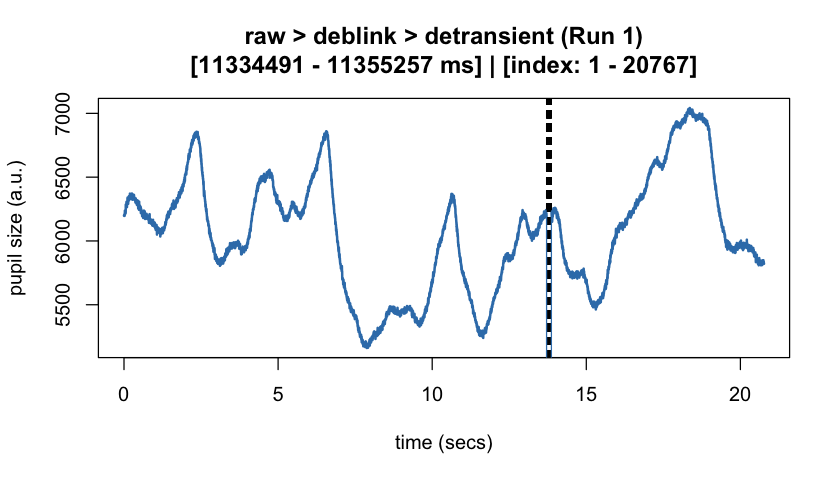 raw > deblink > detransient (Run 1)
[11334491 - 11355257 ms] | [index: 1 - 20767]
7000
6500
6000
5500
pupil size (a.u.)
0 5 10 15 20
time (secs)